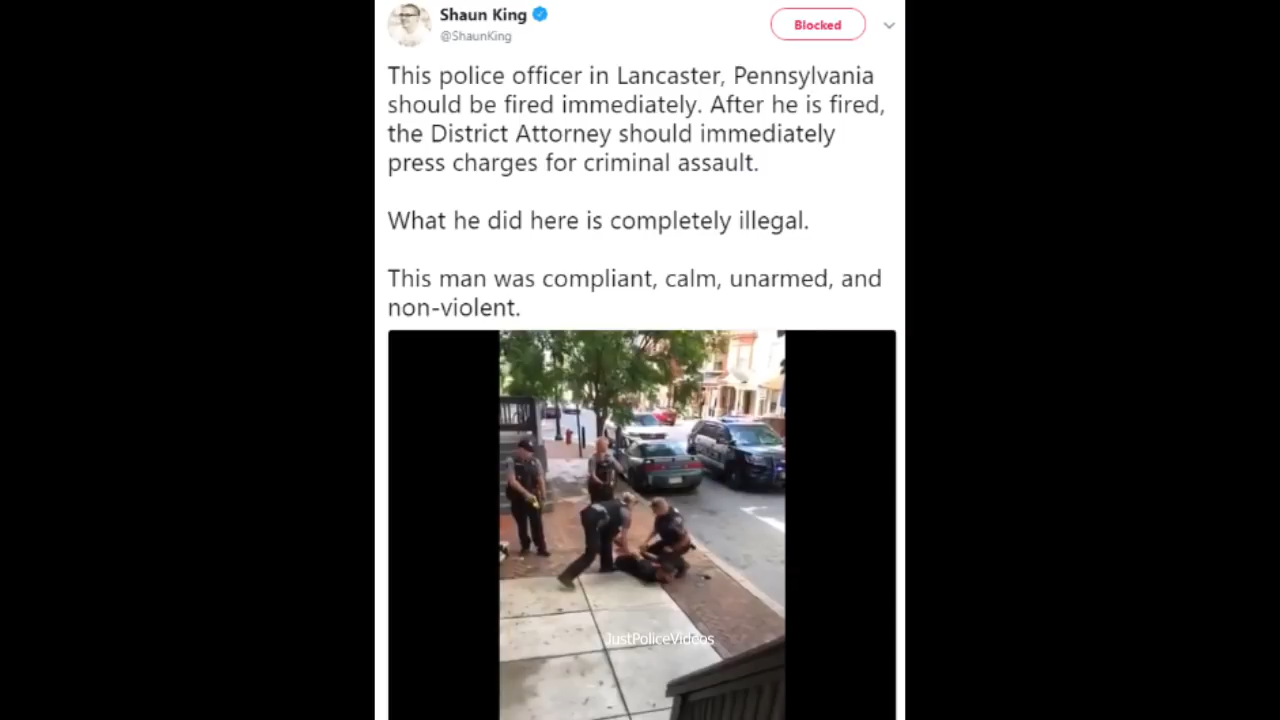 Shaun King
@ShaunKing
Blocked
This police officer in Lancaster, Pennsylvania
should be fired immediately. After he is fired,
the District Attorney should immediately
press charges for criminal assault.
What he did here is completely illegal.
This man was compliant, calm, unarmed, and
non-violent.
JustPoliceVideos